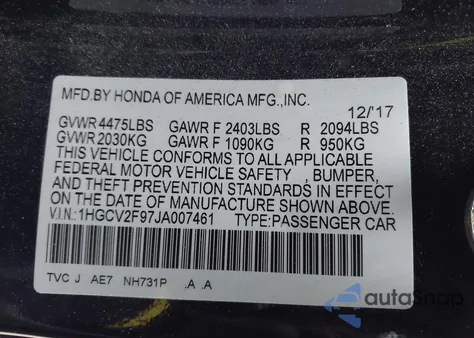 MFD.BY HONDA OF AMERICA MFG.,INC.
12/'17
GVWR 4475LBS GAWR F 2403LBS R 2094LBS
GVWR 2030KG GAWR F 1090KG R 950KG
THIS VEHICLE CONFORMS TO ALL APPLICABLE
FEDERAL MOTOR VEHICLE SAFETY , BUMPER,
AND THEFT PREVENTION STANDARDS IN EFFECT
ON THE DATE OF MANUFACTURE SHOWN ABOVE.
V.I.N.:1HGCV2F97JA007461 TYPE:PASSENGER CAR
TVC J AE7 NH731P .A .A
autoSnap